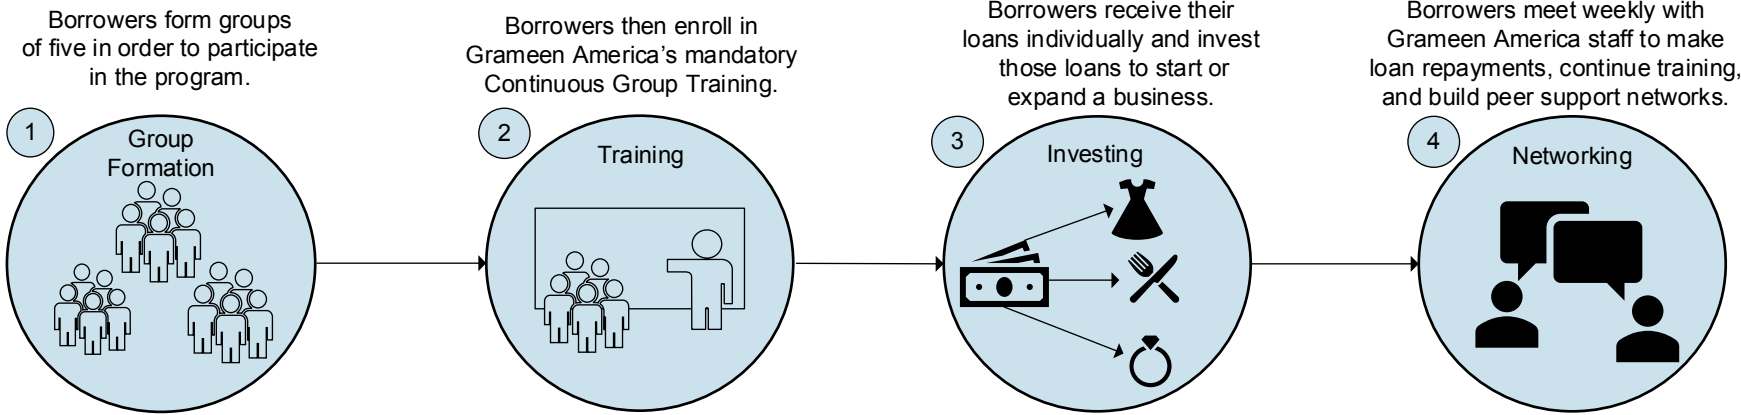 Borrowers form groups
of five in order to participate
in the program.
1
Group
Formation
Borrowers then enroll in
Grameen America’s mandatory
Continuous Group Training.
2
Training
Borrowers receive their
loans individually and invest
those loans to start or
expand a business.
3
Investing
Borrowers meet weekly with
Grameen America staff to make
loan repayments, continue training,
and build peer support networks.
4
Networking